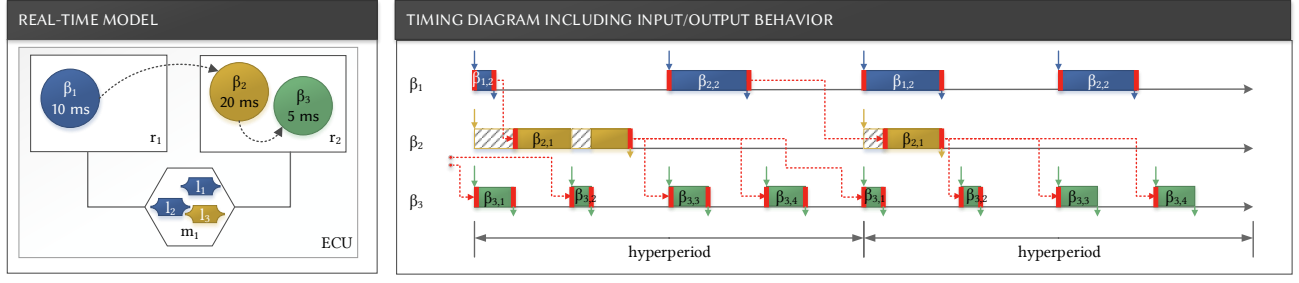 REAL-TIME MODEL
β1
10 ms
β2
20 ms
β3
5 ms
r1
r2
l1
l2
l3
m1
ECU
TIMING DIAGRAM INCLUDING INPUT/OUTPUT BEHAVIOR
β1
β1,2
β2,2
β1,2
β2,2
β2
β2,1
β2,1
β3
β3,1
β3,2
β3,3
β3,4
β3,1
β3,2
β3,3
β3,4
hyperperiod
hyperperiod